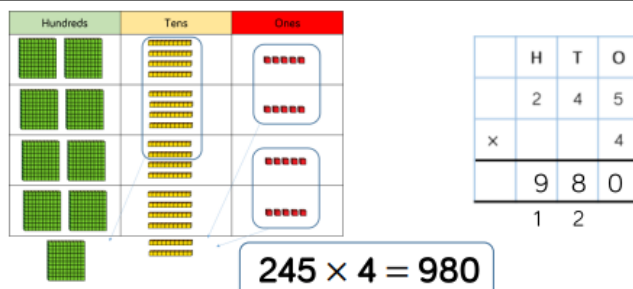 Hundreds Tens Ones
H T O
2 4 5
× 4
9 8 0
1 2
245 × 4 = 980